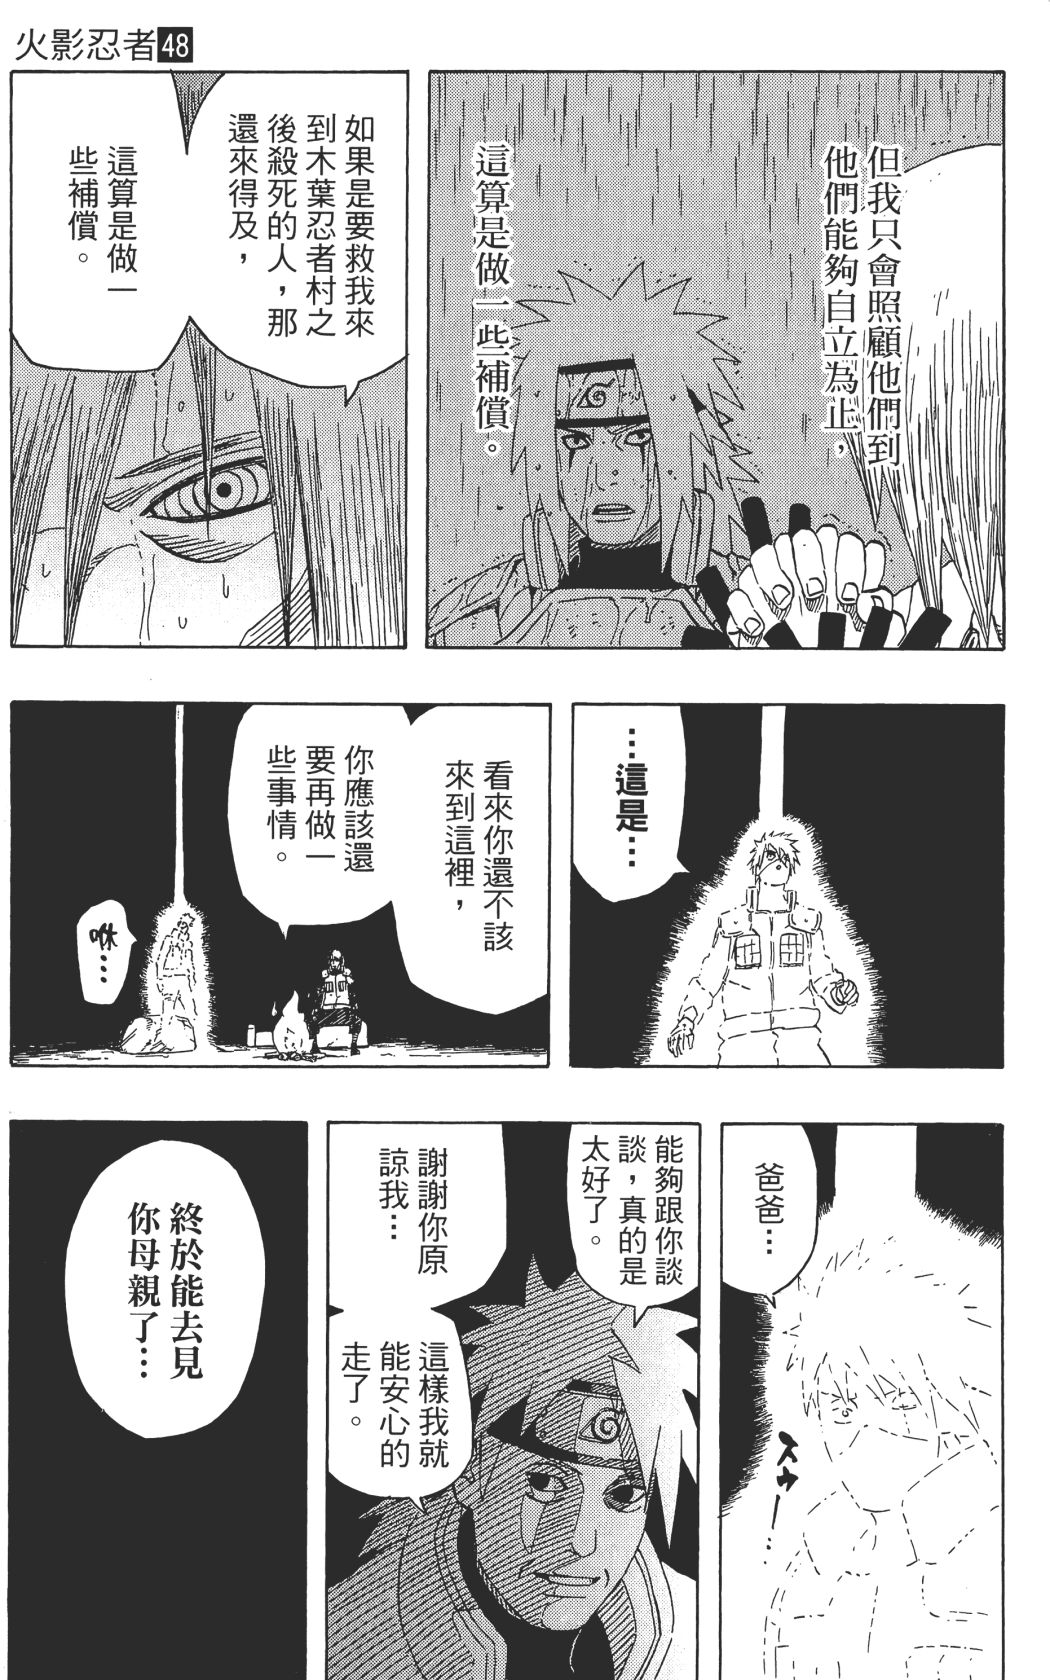 火影忍者48
但我只會照顧他們到
他們能夠自立為止，
這算是做一些補償。
如果是要救我來
到木葉忍者村之
後殺死的人，那
還來得及，
這算是做一
些補償。
…這是…
看來你還不該
來到這裡，
你應該還
要再做一
些事情。
咻…
爸爸…
スゥー…
能夠跟你談
談，真的是
太好了。
謝謝你原
諒我…
這樣我就
能安心的
走了。
終於能去見
你母親了…